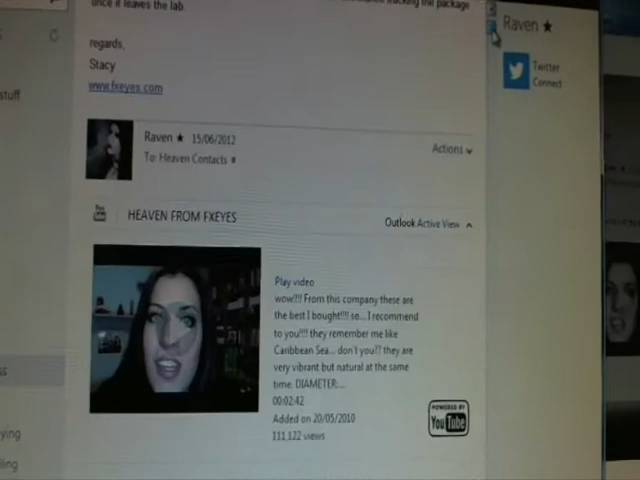 once it leaves the lab.
tracking the package
regards,
Stacy
www.fxeyes.com
Raven ★ 15/06/2012
To: Heaven Contacts
Actions
HEAVEN FROM FXEYES
Outlook Active View
Play video
wow!!!! From this company these are
the best I bought!!!! so... I recommend
to you!!!! they remember me like
Caribbean Sea... don't you?? they are
very vibrant but natural at the same
time. DIAMETER:...
00:02:42
Added on 20/05/2010
111,122 views
POWERED BY
YouTube
Raven ★
Twitter
Connect
stuff
ying
lling